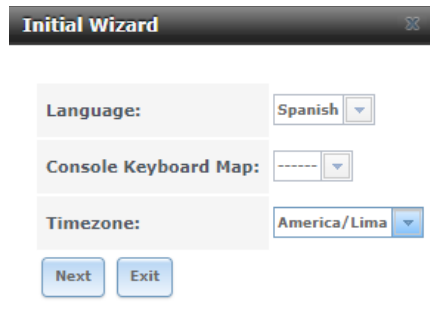 Initial Wizard
Language: Spanish
Console Keyboard Map: ------
Timezone: America/Lima
Next Exit